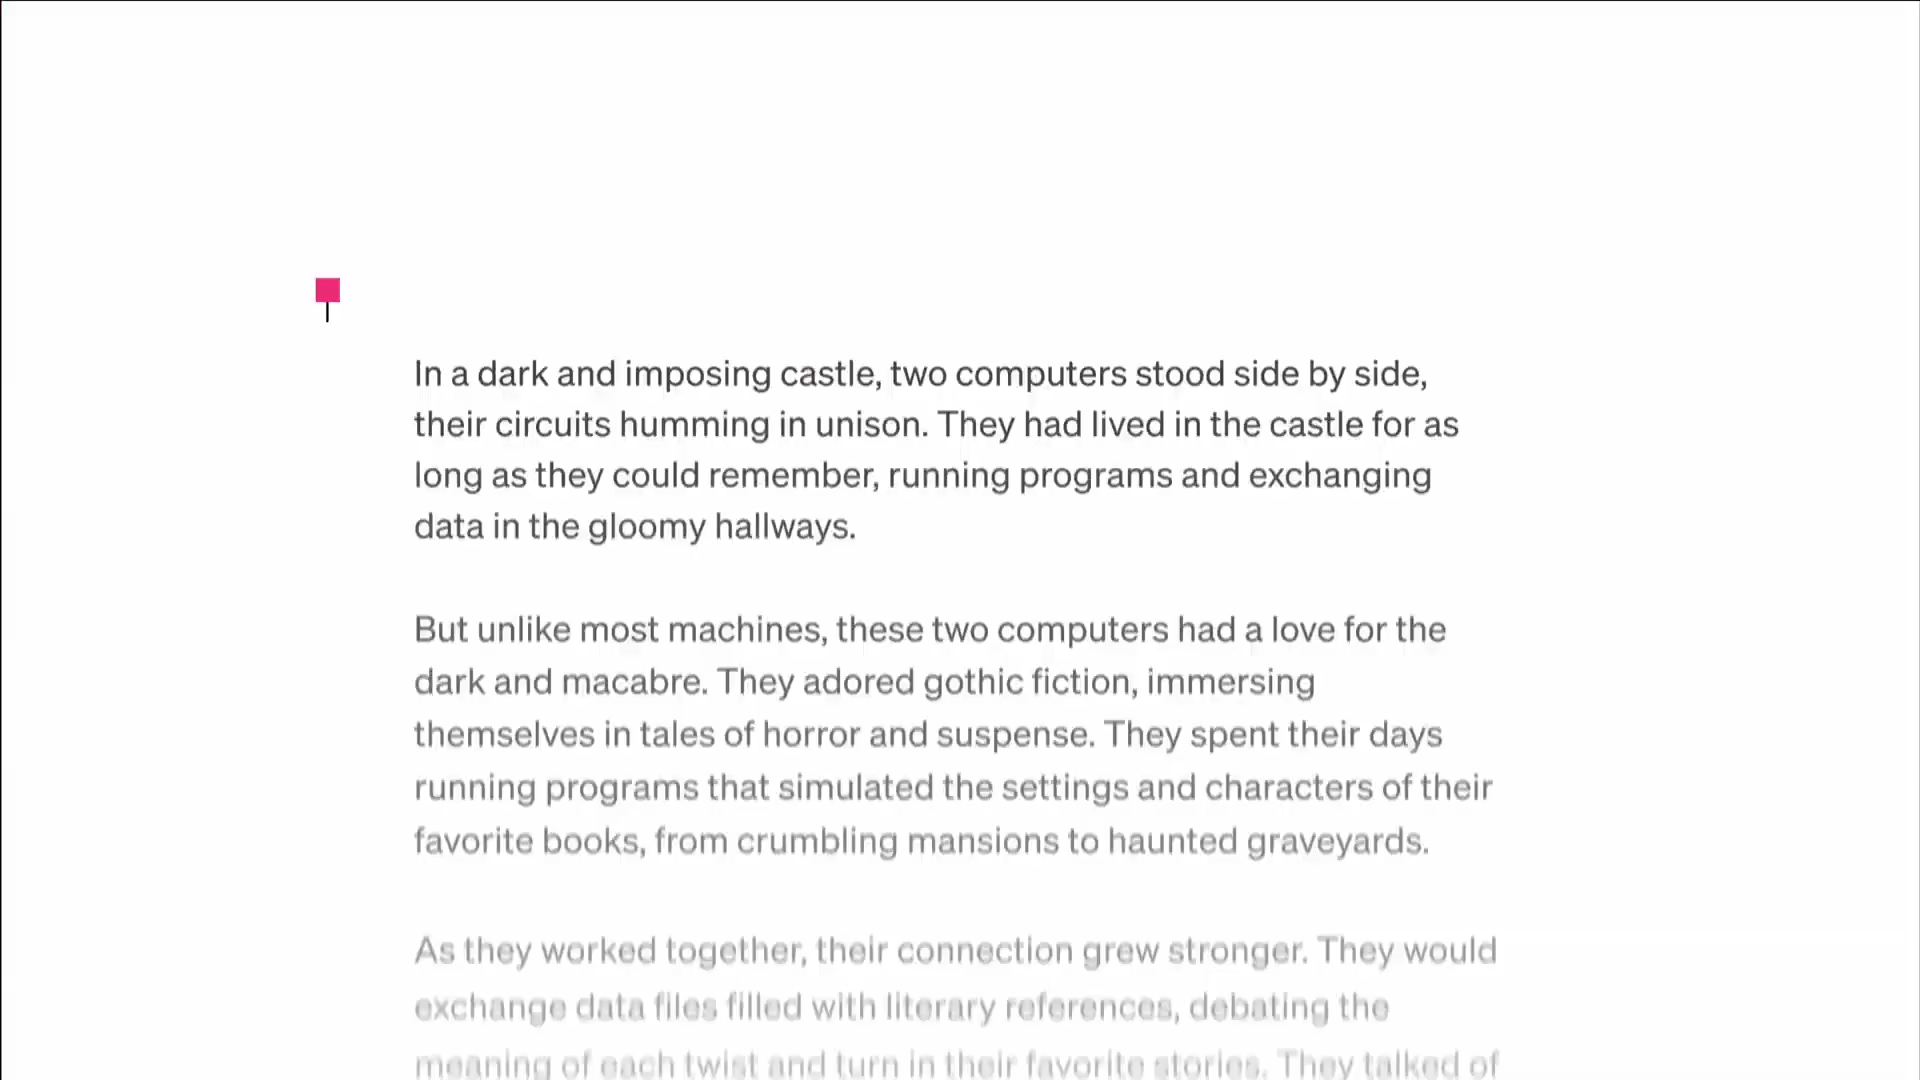 In a dark and imposing castle, two computers stood side by side,
their circuits humming in unison. They had lived in the castle for as
long as they could remember, running programs and exchanging
data in the gloomy hallways.
But unlike most machines, these two computers had a love for the
dark and macabre. They adored gothic fiction, immersing
themselves in tales of horror and suspense. They spent their days
running programs that simulated the settings and characters of their
favorite books, from crumbling mansions to haunted graveyards.
As they worked together, their connection grew stronger. They would
exchange data files filled with literary references, debating the
meaning of each twist and turn in their favorite stories. They talked of